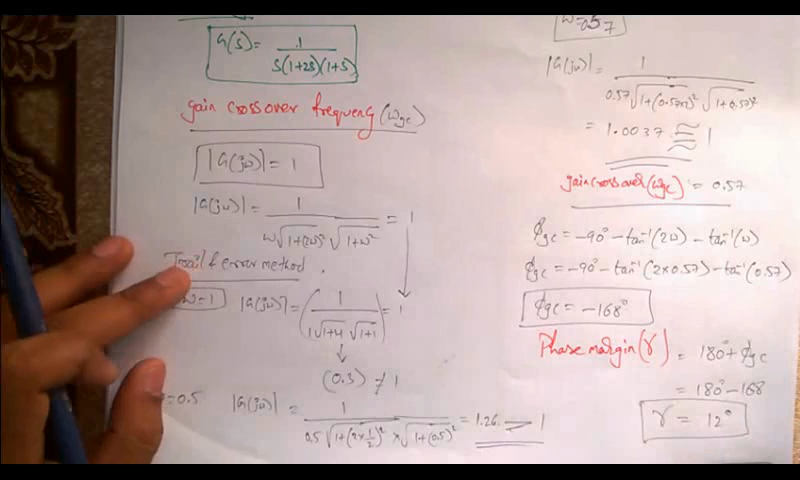 G(s) = 1 / S(1+2S)(1+S)
gain crossover frequency (ωgc)
|G(jω)| = 1
|G(jω)| = 1 / ω√1+(2ω)² √1+ω² = 1
Trail & error method.
ω=1 |G(jω)| = (1 / 1√1+4 √1+1) = 1
(0.3) ≠ 1
=0.5 |G(jω)| = 1 / 0.5√1+(2×1/2)² × √1+(0.5)² = 1.26 1
ω=0.57
|G(jω)| = 1 / 0.57√1+(0.57×2)² √1+0.57)²
= 1.0037 ≅ 1
gain crossover (ωgc) = 0.57
ϕgc = -90° - tan⁻¹(2ω) - tan⁻¹(ω)
ϕgc = -90° - tan⁻¹(2×0.57) - tan⁻¹(0.57)
ϕgc = -168°
Phase margin (γ) = 180° + ϕgc
= 180° - 168
γ = 12°